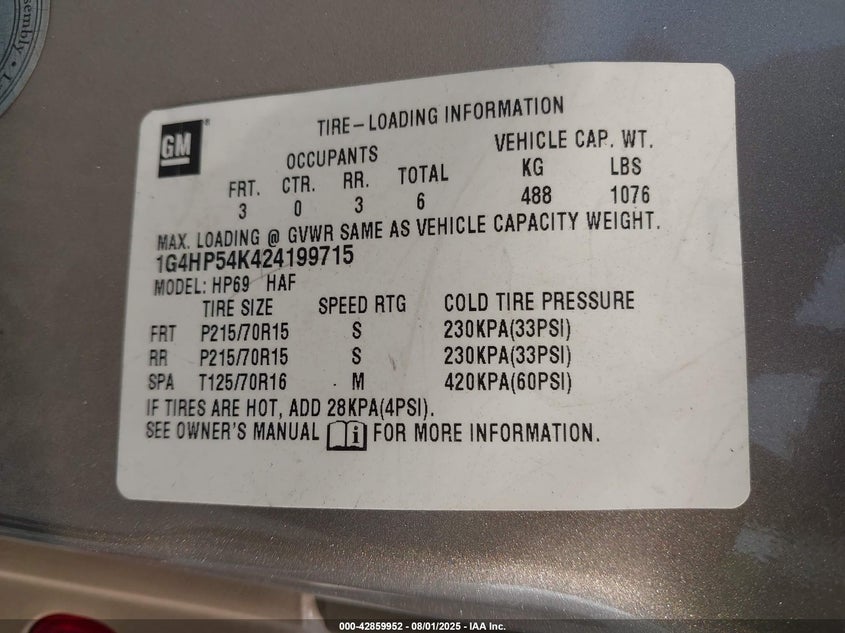 sembly • L
GM
TIRE–LOADING INFORMATION
OCCUPANTS VEHICLE CAP. WT.
FRT. CTR. RR. TOTAL KG LBS
3 0 3 6 488 1076
MAX. LOADING @ GVWR SAME AS VEHICLE CAPACITY WEIGHT.
1G4HP54K424199715
MODEL: HP69 HAF
TIRE SIZE SPEED RTG COLD TIRE PRESSURE
FRT P215/70R15 S 230KPA(33PSI)
RR P215/70R15 S 230KPA(33PSI)
SPA T125/70R16 M 420KPA(60PSI)
IF TIRES ARE HOT, ADD 28KPA(4PSI).
SEE OWNER'S MANUAL i FOR MORE INFORMATION.
000-42859952 - 08/01/2025 - IAA Inc.